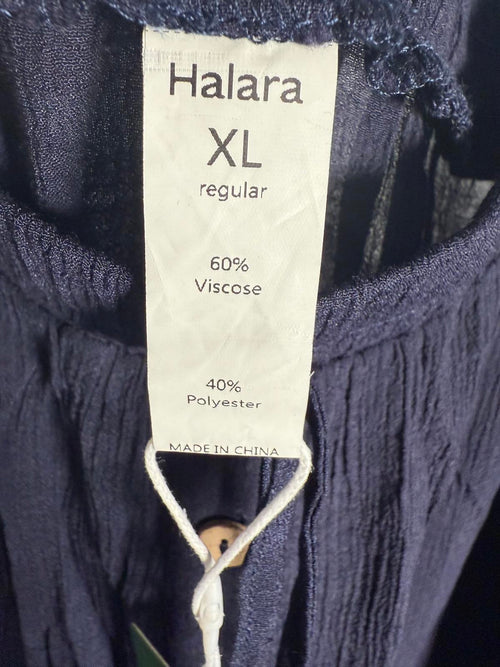 Halara
XL
regular
60%
Viscose
40%
Polyester
MADE IN CHINA